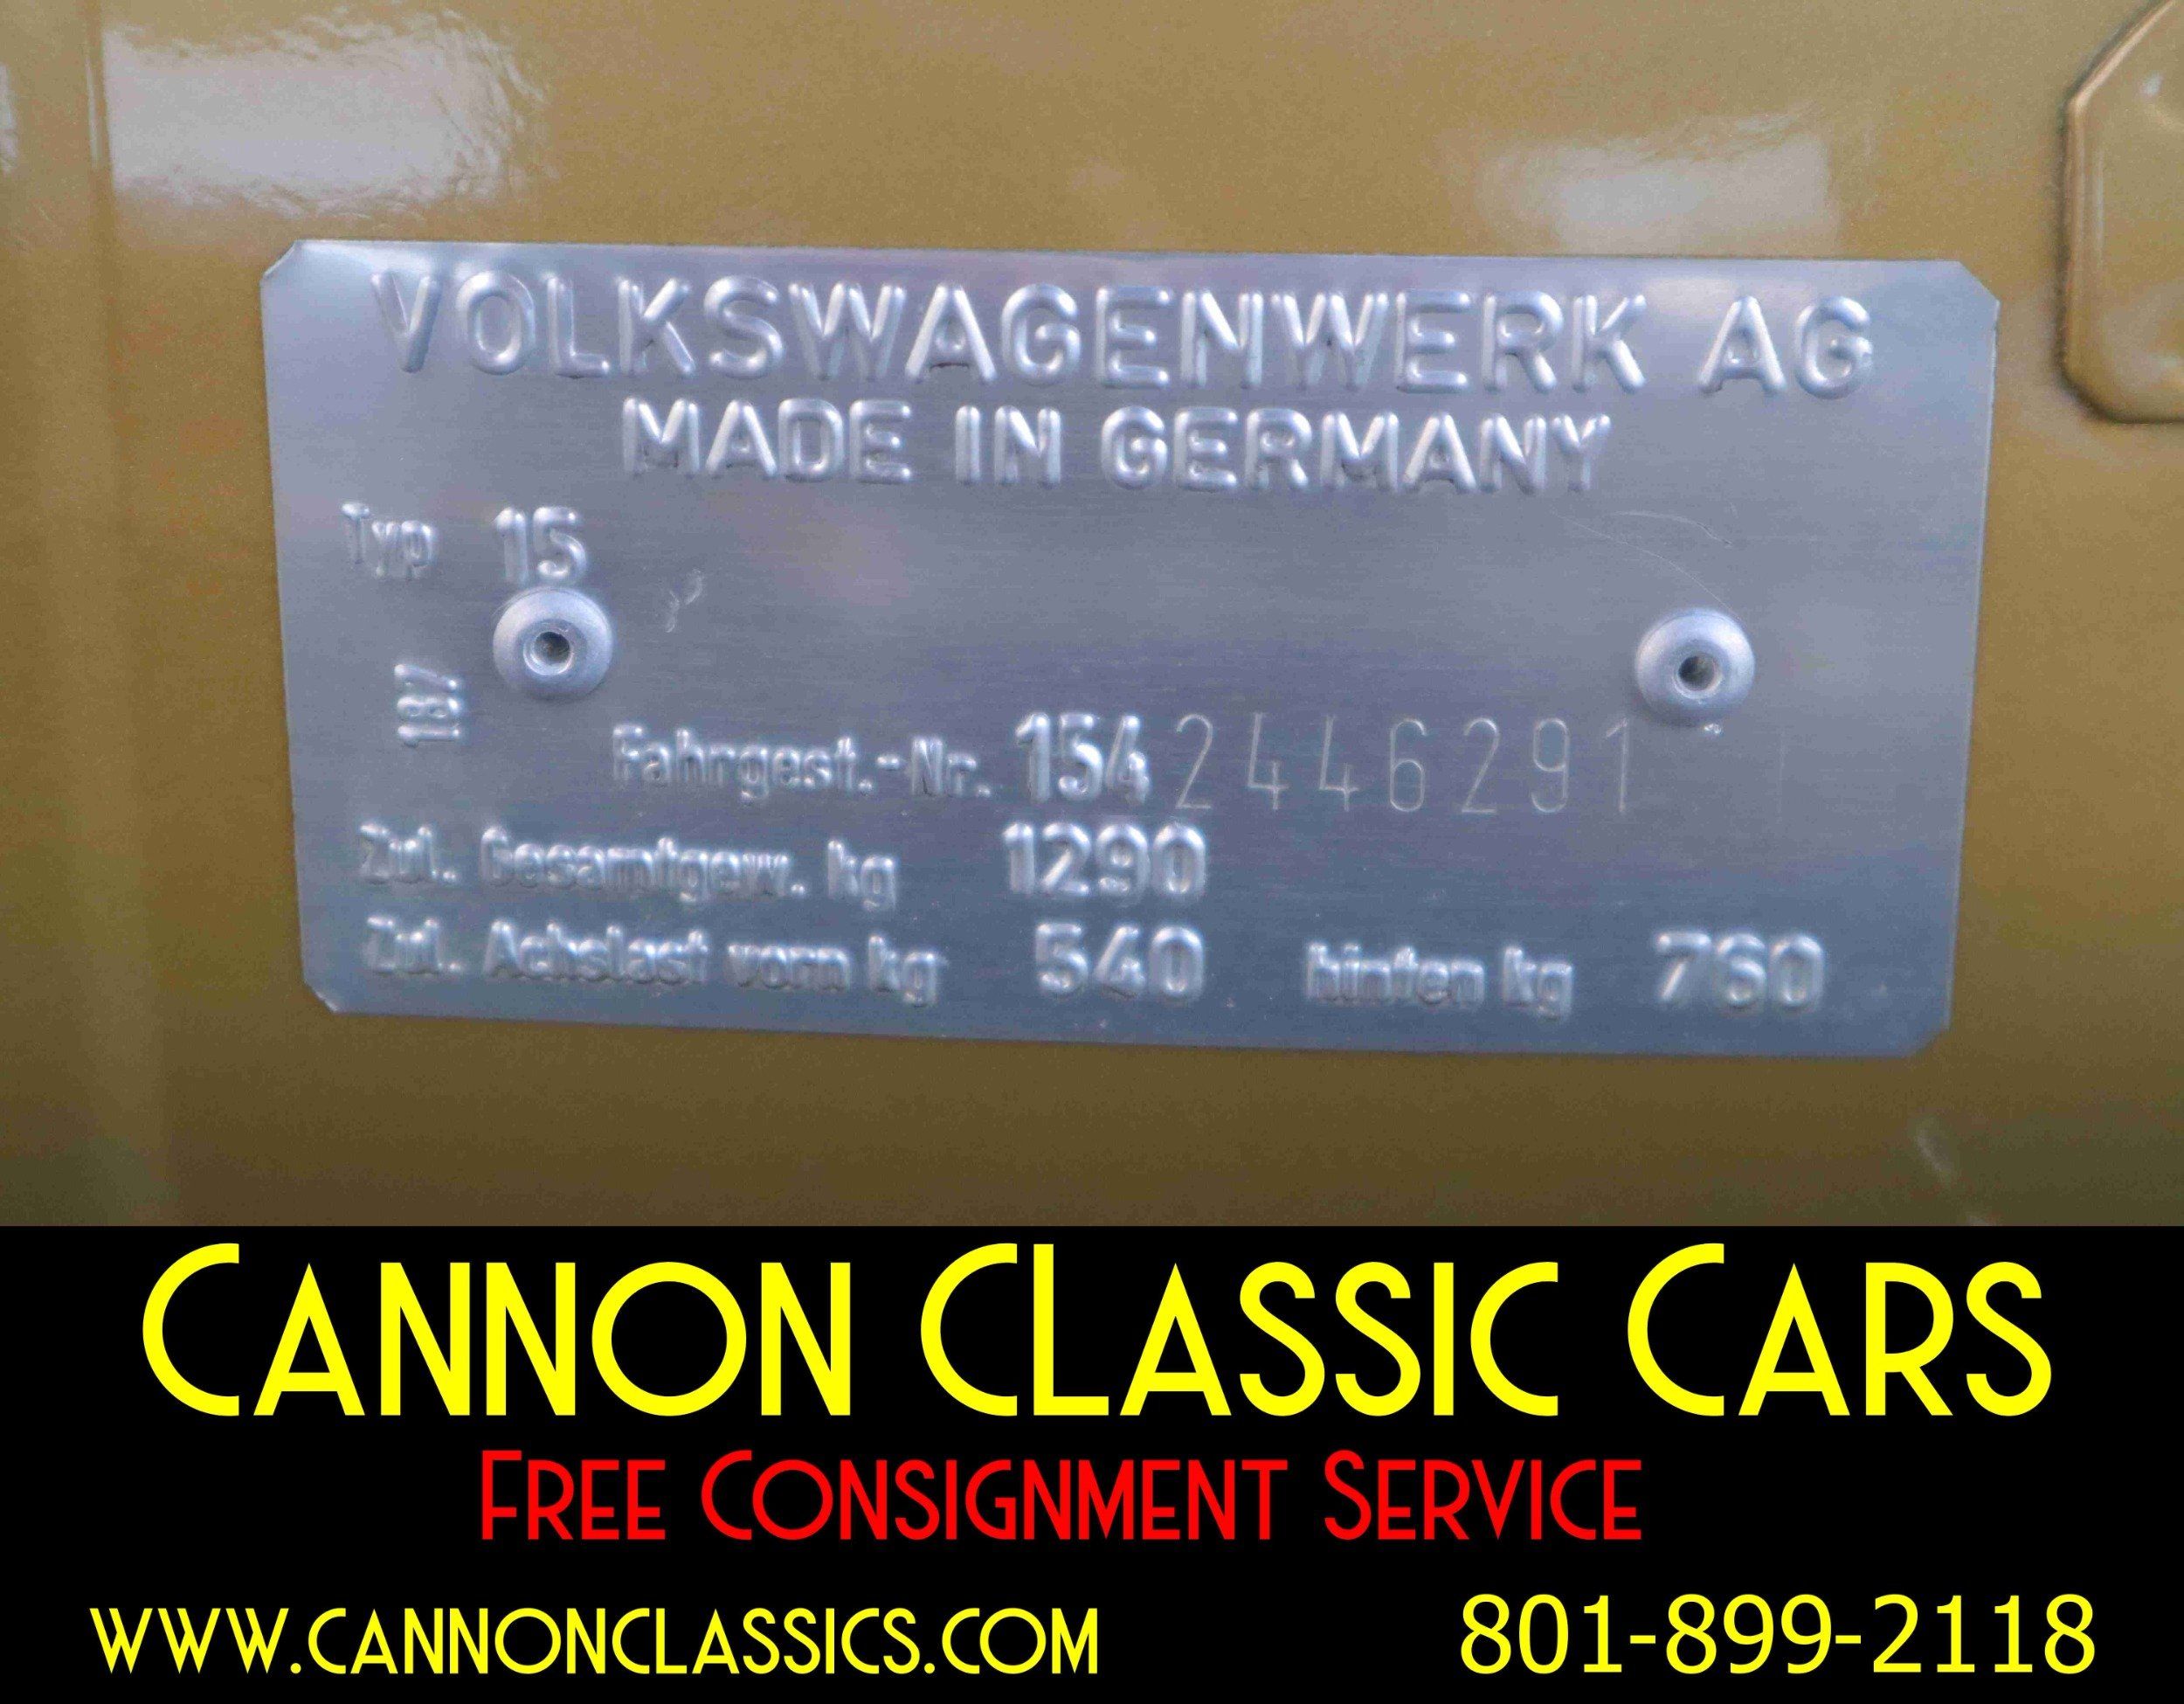 VOLKSWAGENWERK AG
MADE IN GERMANY
Typ 15
187
Fahrgest.-Nr. 154 2446291
Zul. Gesamtgew. kg 1290
Zul. Achslast vorn kg 540 hinten kg 760
CANNON CLASSIC CARS
FREE CONSIGNMENT SERVICE
WWW.CANNONCLASSICS.COM 801-899-2118